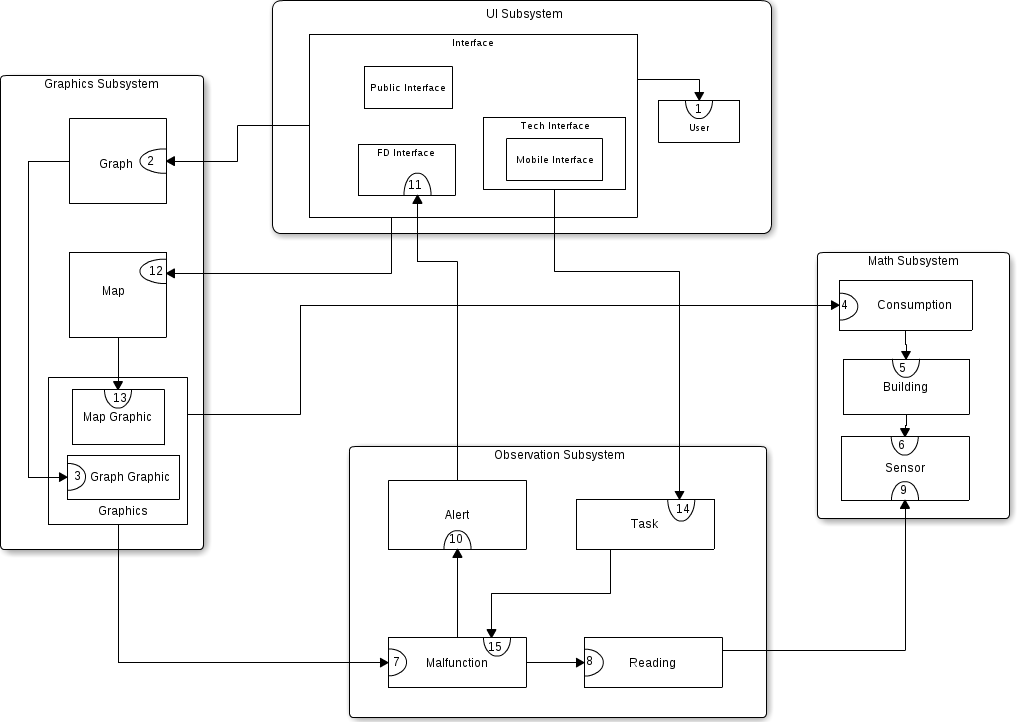 UI Subsystem
Interface
Public Interface
Tech Interface
Mobile Interface
FD Interface
11
1
User
Graphics Subsystem
Graph
2
12
Map
13
Map Graphic
3
Graph Graphic
Graphics
Math Subsystem
4
Consumption
5
Building
6
Sensor
9
Observation Subsystem
Alert
10
14
Task
15
7
Malfunction
8
Reading